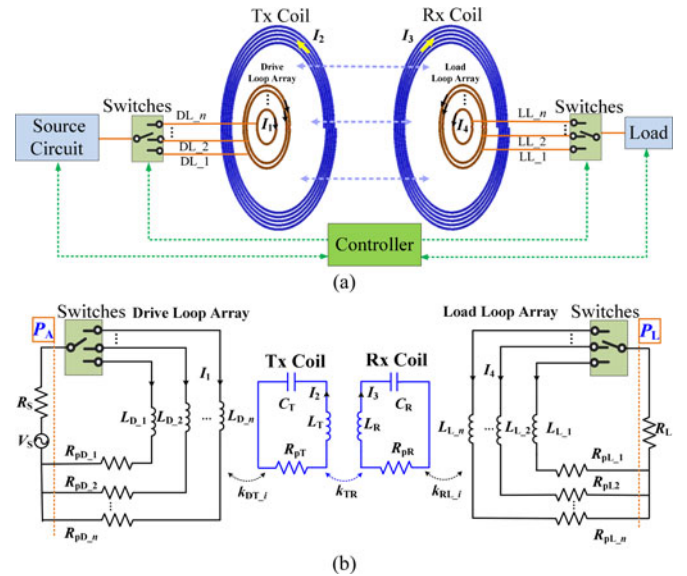 Tx Coil
Rx Coil
I2
I3
Drive
Loop Array
Load
Loop Array
Switches
Switches
Source
Circuit
DL_n
DL_2
DL_1
I1
I4
LL_n
LL_2
LL_1
Load
Controller
(a)
Switches
Drive Loop Array
Load Loop Array
Switches
PA
PL
I1
Tx Coil
Rx Coil
I4
RS
VS
LD_1
LD_2
...
LD_n
CT
I2
LT
RpT
I3
CR
LR
RpR
LL_n
...
LL_2
LL_1
RL
RpD_1
RpD_2
RpD_n
kDT_i
kTR
kRL_i
RpL_1
RpL2
RpL_n
(b)